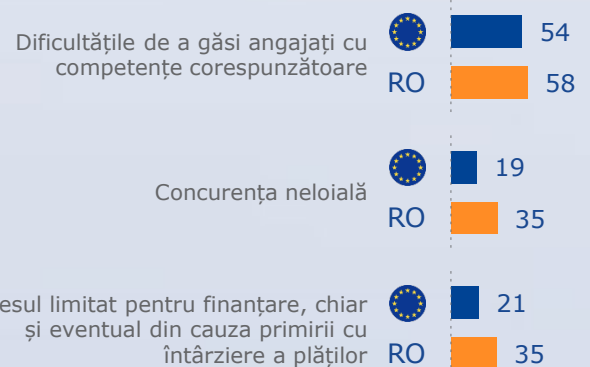 Dificultățile de a găsi angajați cu
competențe corespunzătoare
54
RO 58
Concurența neloială
19
RO 35
limitat pentru finanțare, chiar
și eventual din cauza primirii cu
întârziere a plăților
21
RO 35